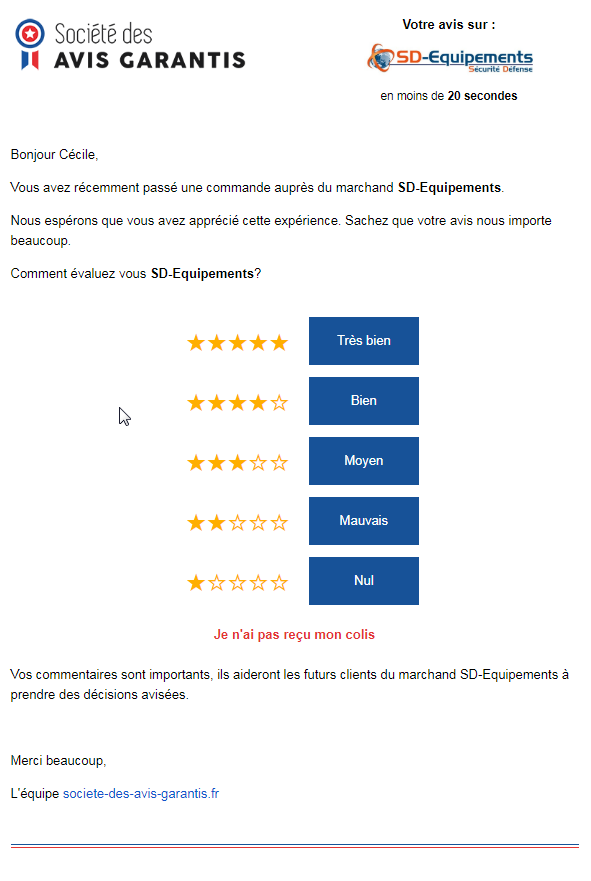 Société des
AVIS GARANTIS
Votre avis sur :
SD-Equipements
Sécurité Défense
en moins de 20 secondes
Bonjour Cécile,
Vous avez récemment passé une commande auprès du marchand SD-Equipements.
Nous espérons que vous avez apprécié cette expérience. Sachez que votre avis nous importe
beaucoup.
Comment évaluez vous SD-Equipements?
Très bien
Bien
Moyen
Mauvais
Nul
Je n'ai pas reçu mon colis
Vos commentaires sont importants, ils aideront les futurs clients du marchand SD-Equipements à
prendre des décisions avisées.
Merci beaucoup,
L'équipe societe-des-avis-garantis.fr